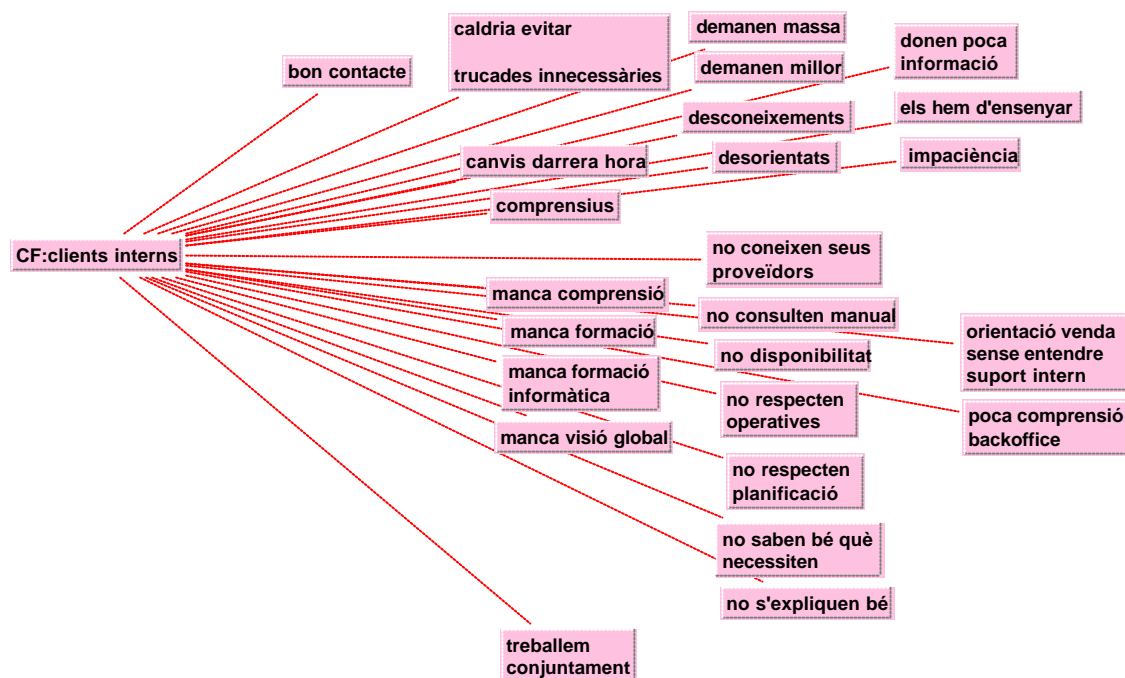 caldria evitar
trucades innecessàries
demanen massa
donen poca
informació
bon contacte
demanen millor
desconeixements
els hem d'ensenyar
canvis darrera hora
desorientats
impaciència
comprensius
CF:clients interns
no coneixen seus
proveïdors
manca comprensió
no consulten manual
manca formació
orientació venda
sense entendre
suport intern
no disponibilitat
manca formació
informàtica
no respecten
operatives
poca comprensió
backoffice
manca visió global
no respecten
planificació
no saben bé què
necessiten
no s'expliquen bé
treballem
conjuntament